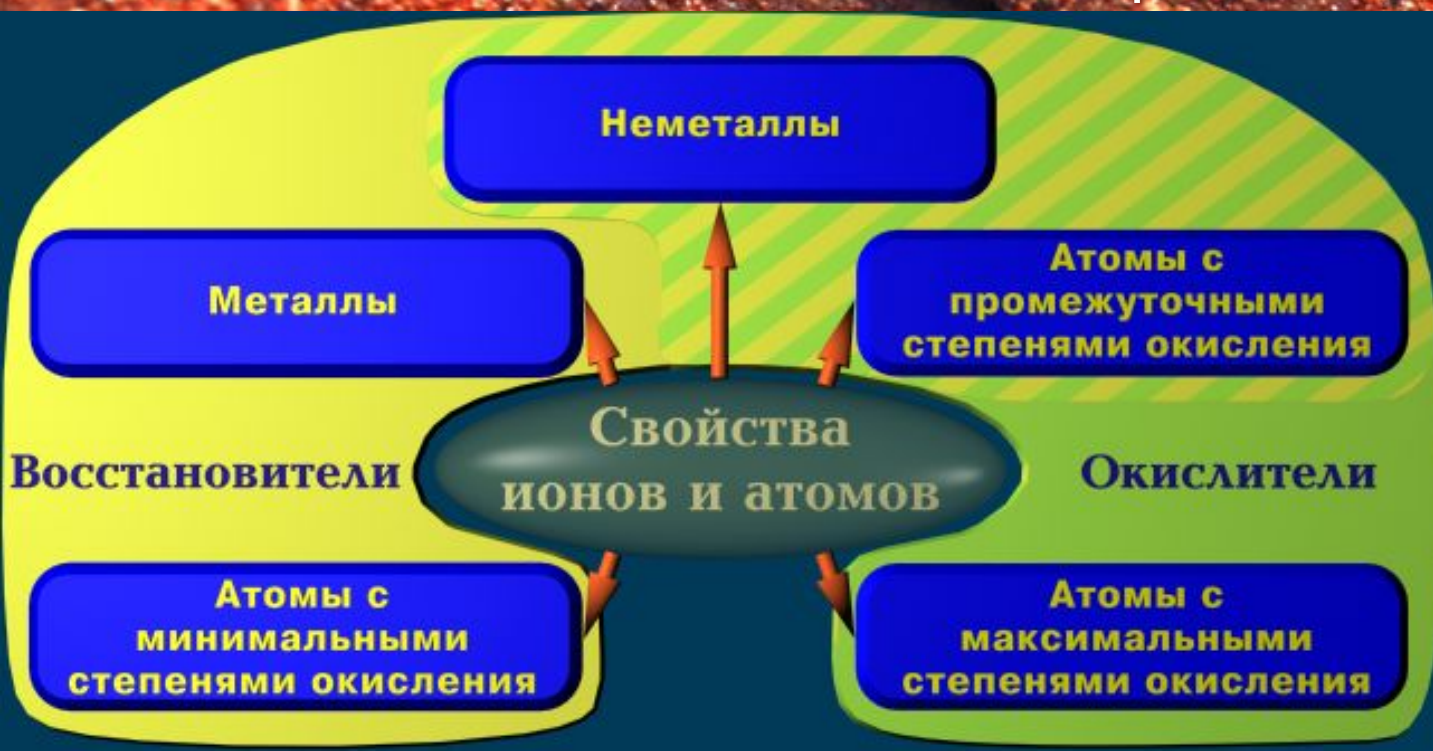 Неметаллы
Металлы
Атомы с
промежуточными
степенями окисления
Свойства
ионов и атомов
Восстановители
Окислители
Атомы с
минимальными
степенями окисления
Атомы с
максимальными
степенями окисления